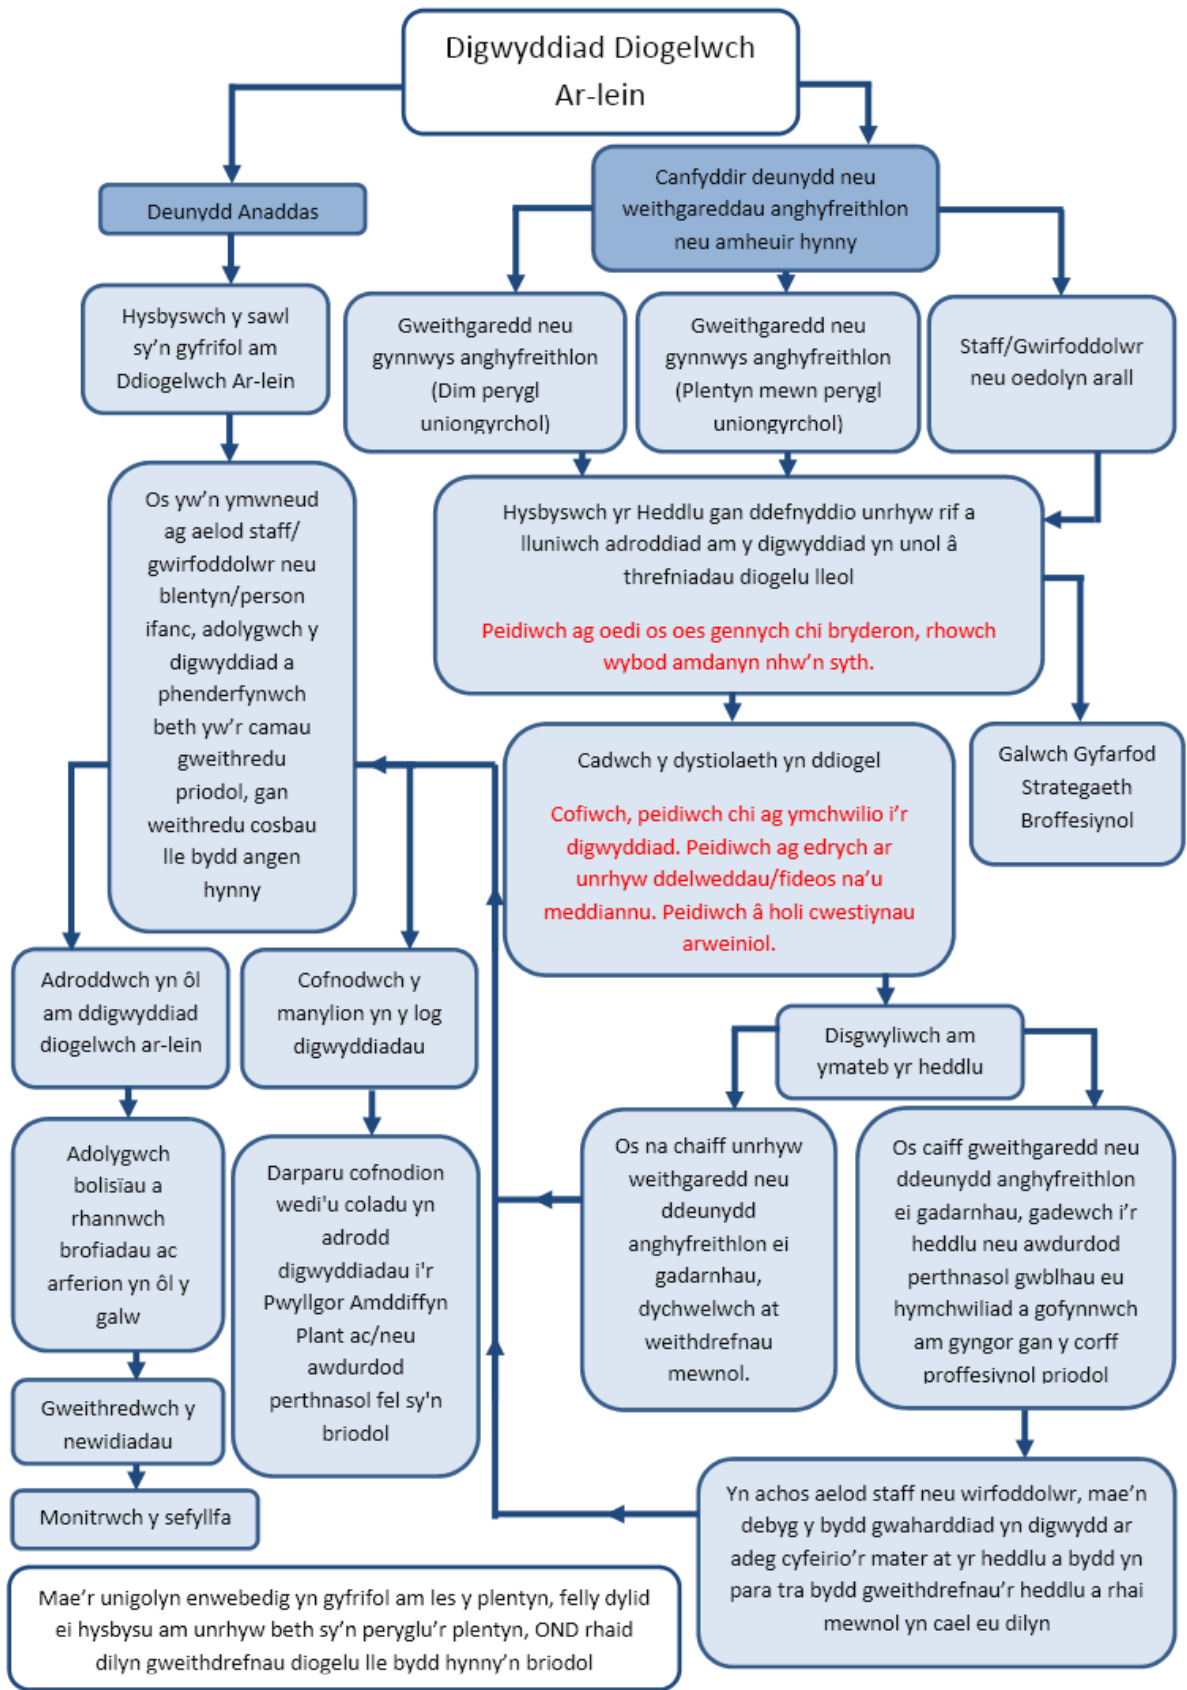 Digwyddiad Diogelwch
Ar-lein
Deunydd Anaddas
Canfyddir deunydd neu
weithgareddau anghyfreithlon
neu amheuir hynny
Hysbyswch y sawl
sy'n gyfrifol am
Ddiogelwch Ar-lein
Gweithgaredd neu
gynnwys anghyfreithlon
(Dim perygl
uniongyrchol)
Gweithgaredd neu
gynnwys anghyfreithlon
(Plentyn mewn perygl
uniongyrchol)
Staff/Gwirfoddolwr
neu oedolyn arall
Os yw'n ymwneud
ag aelod staff/
gwirfoddolwr neu
blentyn/person
ifanc, adolygwch y
digwyddiad a
phenderfynwch
beth yw'r camau
gweithredu
priodol, gan
weithredu cosbau
lle bydd angen
hynny
Hysbyswch yr Heddlu gan ddefnyddio unrhyw rif a
lluniwch adroddiad am y digwyddiad yn unol â
threfniadau diogelu lleol
Peidiwch ag oedi os oes gennych chi bryderon, rhowch
wybod amdanyn nhw'n syth.
Cadwch y dystiolaeth yn ddiogel
Cofiwch, peidiwch chi ag ymchwilio i'r
digwyddiad. Peidiwch ag edrych ar
unrhyw ddelweddau/fideos na'u
meddiannu. Peidiwch â holi cwestiynau
arweiniol.
Galwch Gyfarfod
Strategaeth
Broffesiynol
Adroddwch yn ôl
am ddigwyddiad
diogelwch ar-lein
Cofnodwch y
manylion yn y log
digwyddiadau
Disgwyliwch am
ymateb yr heddlu
Adolygwch
bolisïau a
rhannwch
brofiadau ac
arferion yn ôl y
galw
Darparu cofnodion
wedi'u coladu yn
adrodd
digwyddiadau i'r
Pwyllgor Amddiffyn
Plant ac/neu
awdurdod
perthnasol fel sy'n
briodol
Os na chaiff unrhyw
weithgaredd neu
ddeunydd
anghyfreithlon ei
gadarnhau,
dychwelwch at
weithdrefnau
mewnol.
Os caiff gweithgaredd neu
ddeunydd anghyfreithlon
ei gadarnhau, gadewch i'r
heddlu neu awdurdod
perthnasol gwblhau eu
hymchwiliad a gofynnwch
am gyngor gan y corff
proffesiynol priodol
Gweithredwch y
newidiadau
Monitrwch y sefyllfa
Yn achos aelod staff neu wirfoddolwr, mae'n
debyg y bydd gwaharddiad yn digwydd ar
adeg cyfeirio'r mater at yr heddlu a bydd yn
para tra bydd gweithdrefnau'r heddlu a rhai
mewnol yn cael eu dilyn
Mae'r unigolyn enwebedig yn gyfrifol am les y plentyn, felly dylid
ei hysbysu am unrhyw beth sy'n peryglu'r plentyn, OND rhaid
dilyn gweithdrefnau diogelu lle bydd hynny'n briodol